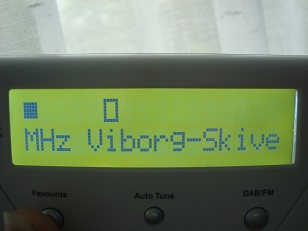 MHz Viborg-Skive
Favourite Auto Tune DAB/FM